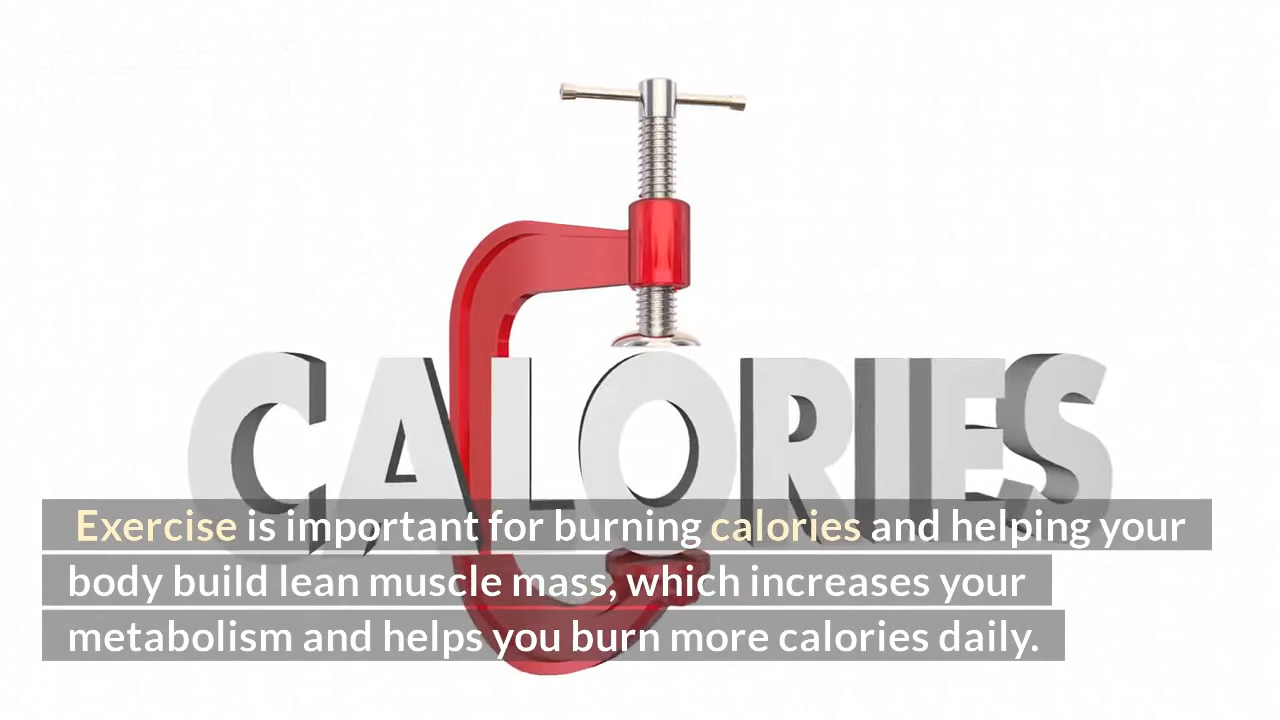 CALORIES
Exercise is important for burning calories and helping your
body build lean muscle mass, which increases your
metabolism and helps you burn more calories daily.